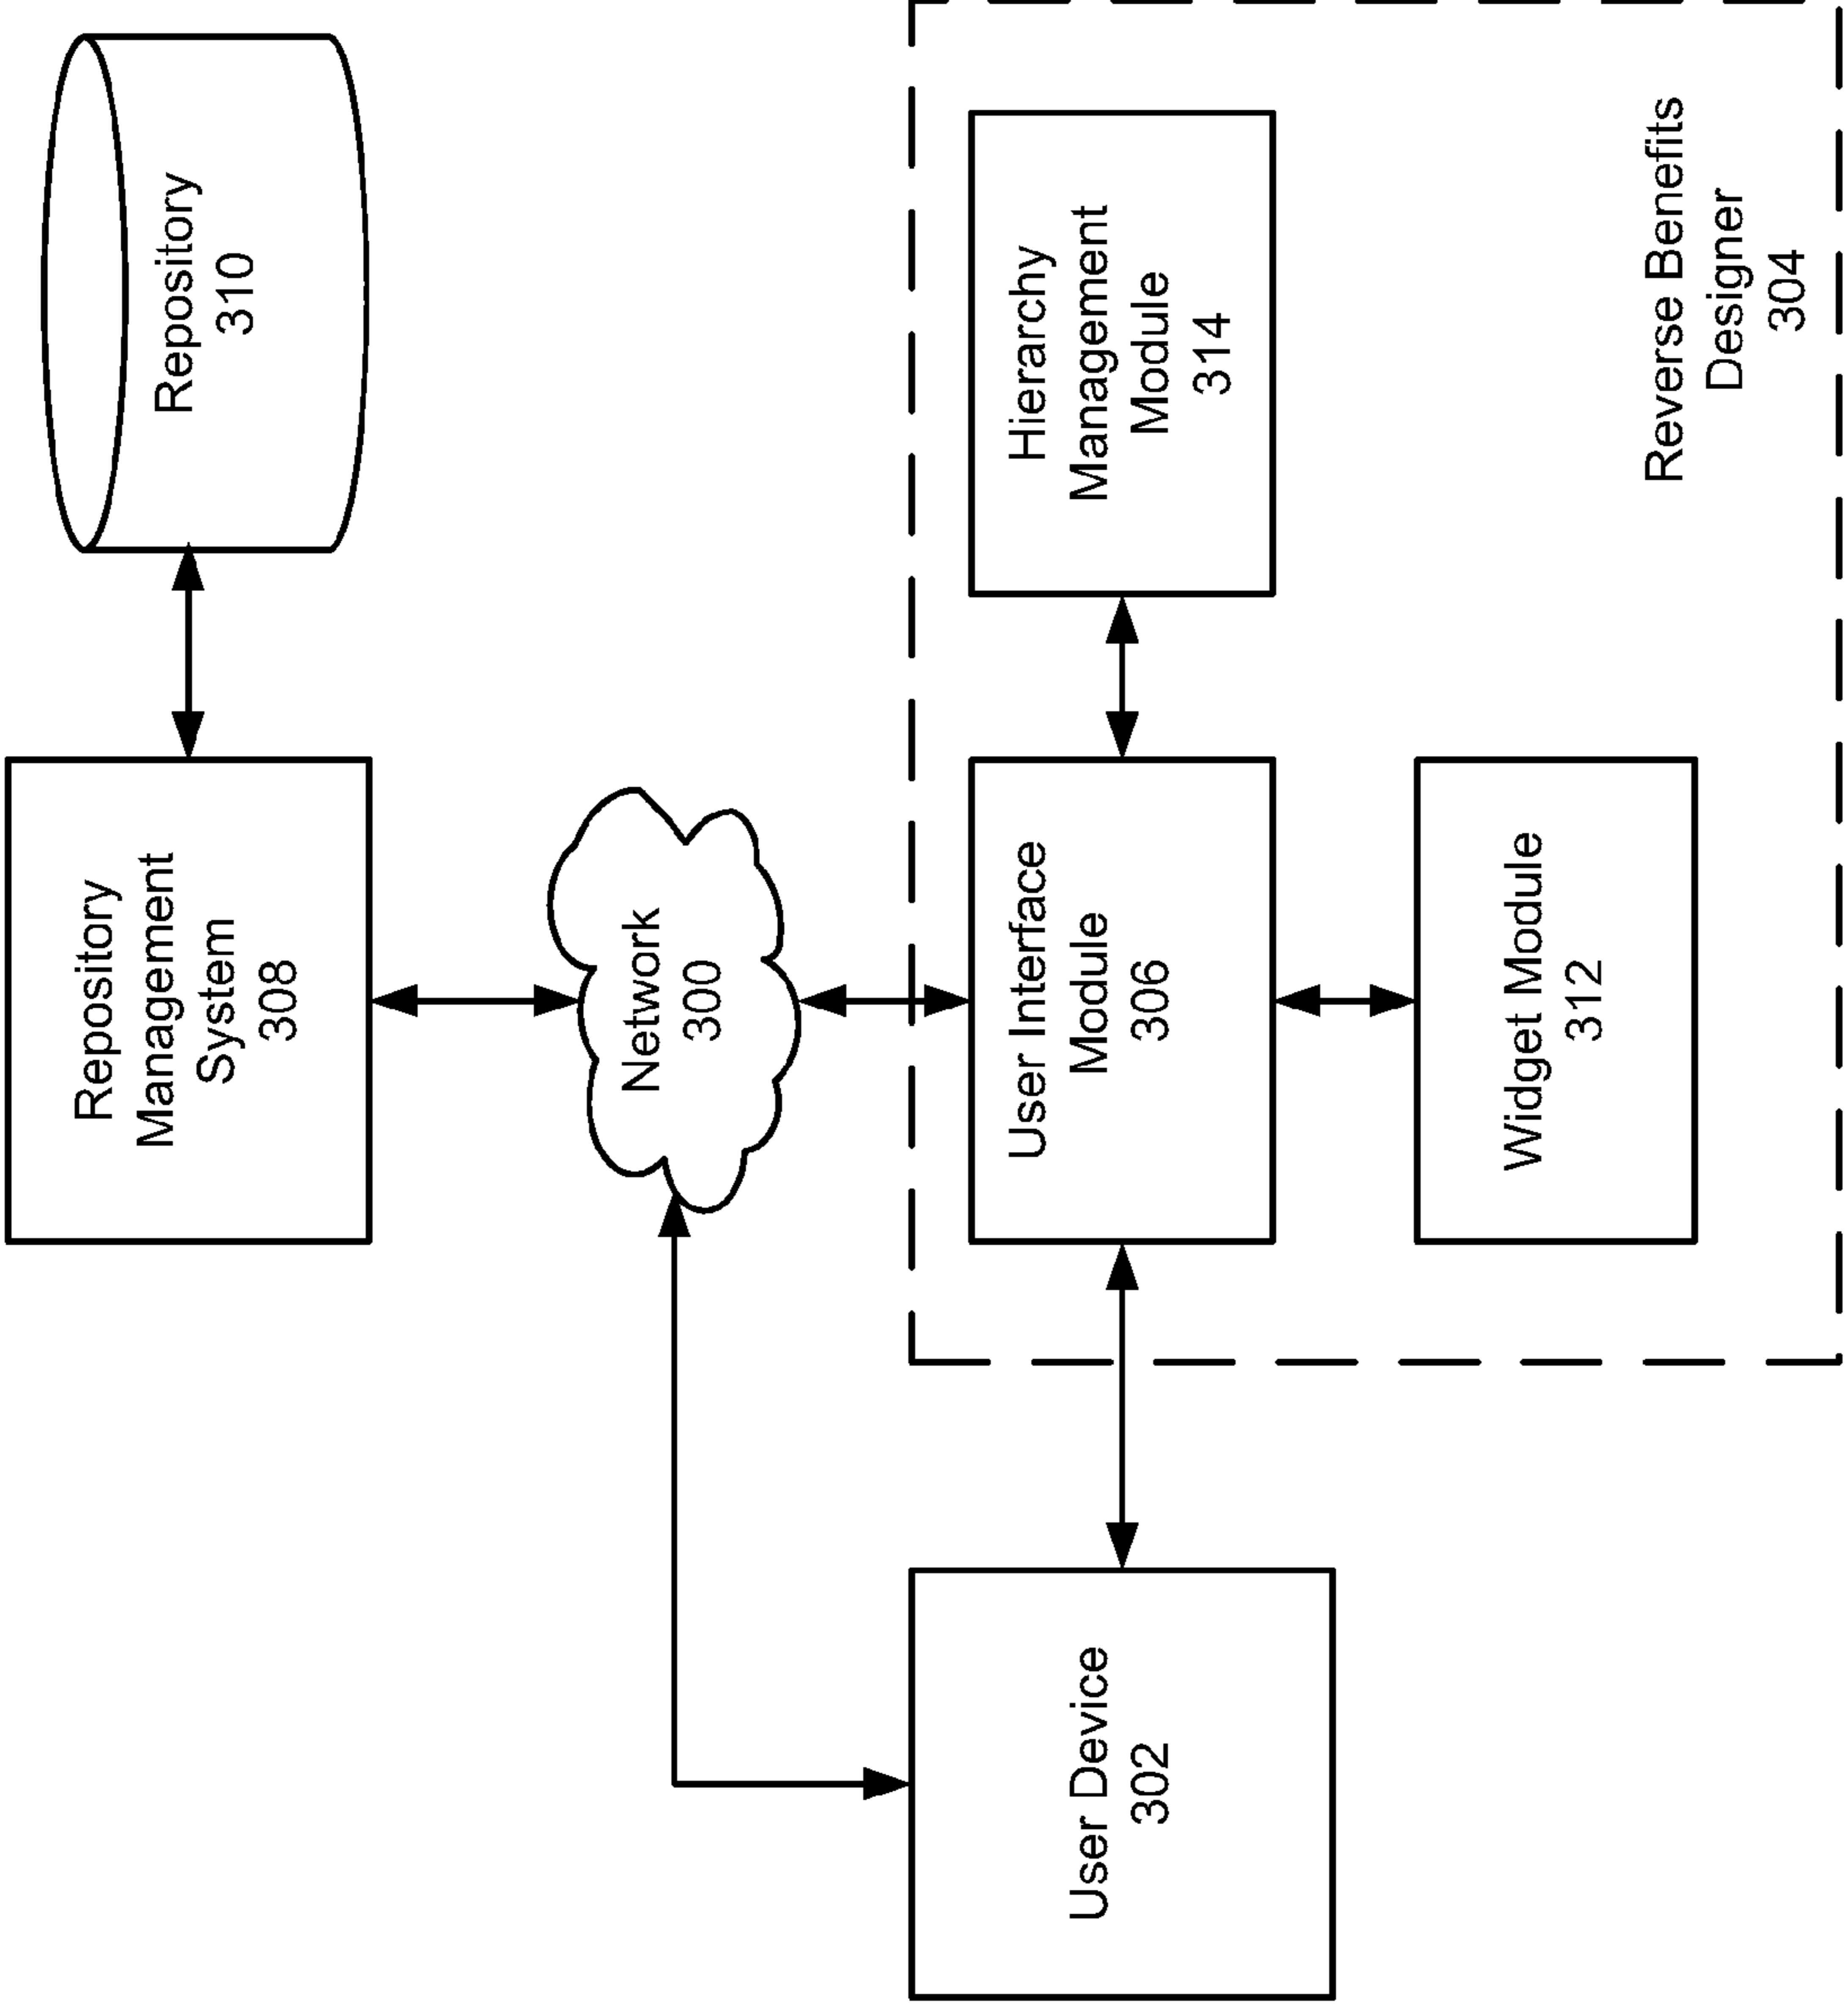 Repository
Management
System
308
Repository
310
Network
300
User Device
302
User Interface
Module
306
Hierarchy
Management
Module
314
Widget Module
312
Reverse Benefits
Designer
304